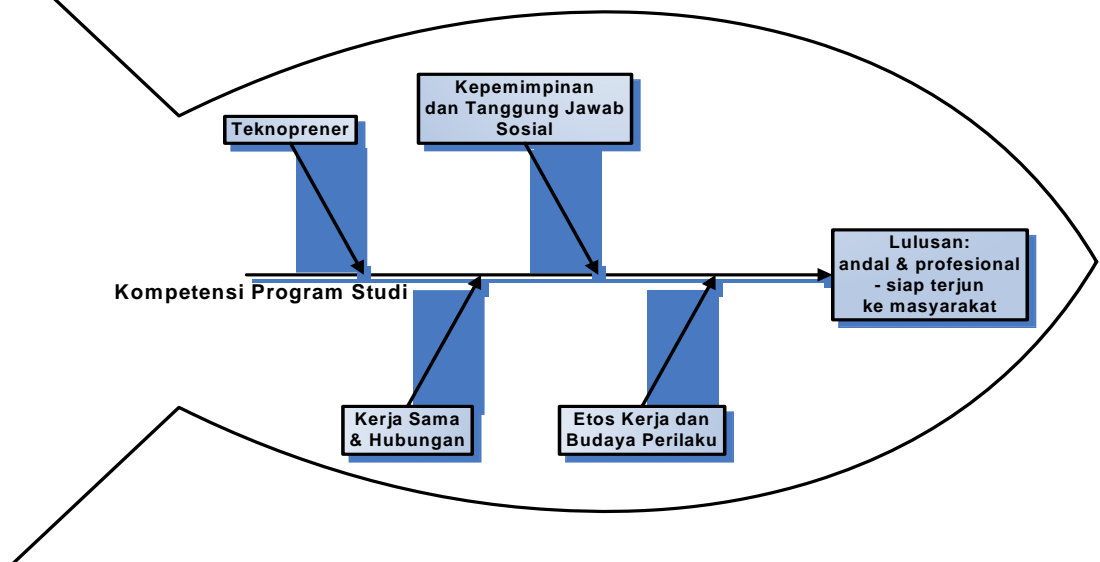 Kepemimpinan
dan Tanggung Jawab
Sosial
Teknoprener
Lulusan:
andal & profesional
- siap terjun
ke masyarakat
Kompetensi Program Studi
Kerja Sama
& Hubungan
Etos Kerja dan
Budaya Perilaku